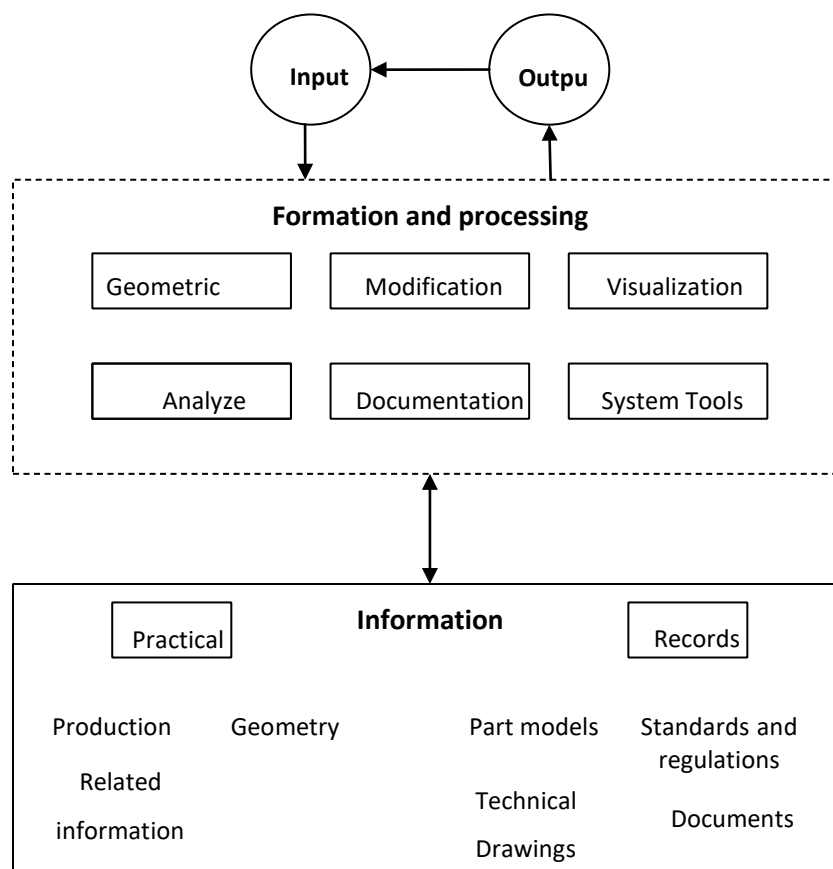 Input
Outpu
Formation and processing
Geometric
Modification
Visualization
Analyze
Documentation
System Tools
Information
Practical
Records
Production
Related
information
Geometry
Part models
Technical
Drawings
Standards and
regulations
Documents